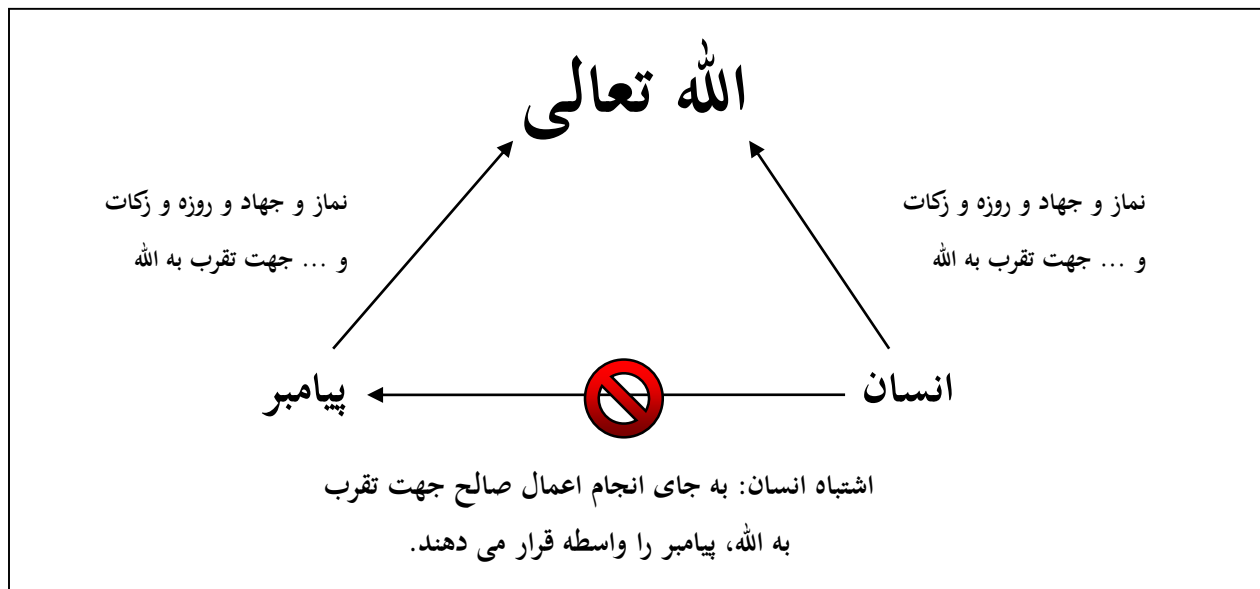 الله تعالی
نماز و جهاد و روزه و زکات
و ... جهت تقرب به الله
نماز و جهاد و روزه و زکات
و ... جهت تقرب به الله
انسان
پیامبر
اشتباه انسان: به جای انجام اعمال صالح جهت تقرب
به الله، پیامبر را واسطه قرار می دهند.